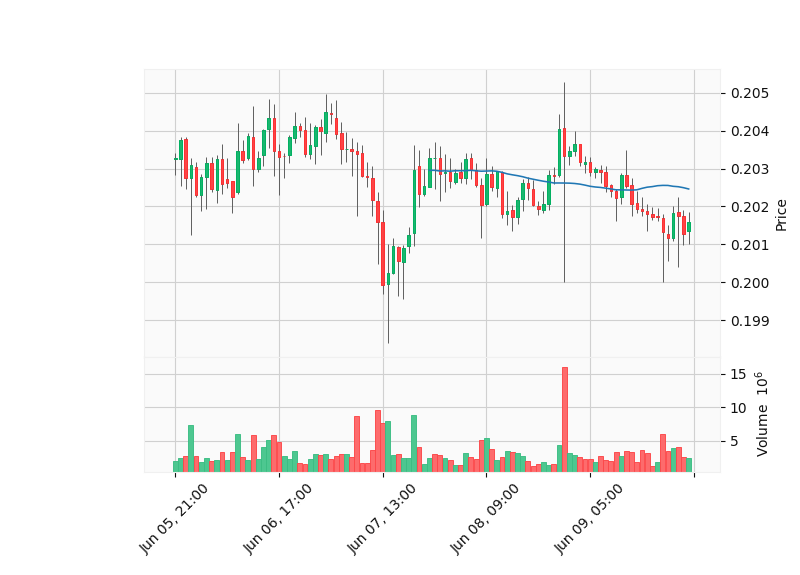 0.205
0.204
0.203
0.202
0.201
0.200
0.199
Price
15
10
5
Volume 10^6
Jun 05, 21:00
Jun 06, 17:00
Jun 07, 13:00
Jun 08, 09:00
Jun 09, 05:00